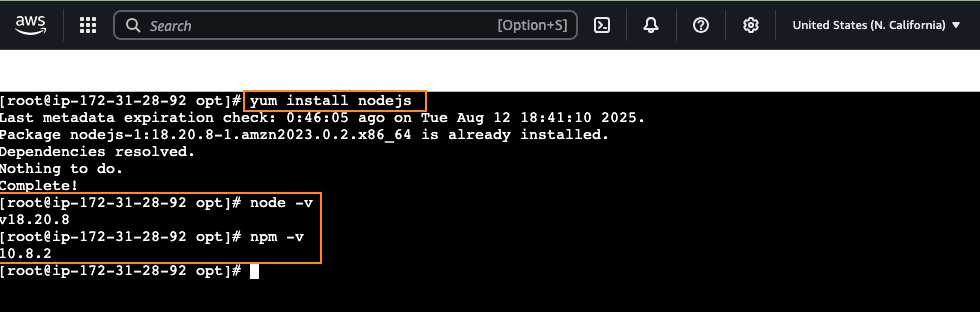 aws
Search [Option+S] United States (N. California)
[root@ip-172-31-28-92 opt]# yum install nodejs
Last metadata expiration check: 0:46:05 ago on Tue Aug 12 18:41:10 2025.
Package nodejs-1:18.20.8-1.amzn2023.0.2.x86_64 is already installed.
Dependencies resolved.
Nothing to do.
Complete!
[root@ip-172-31-28-92 opt]# node -v
v18.20.8
[root@ip-172-31-28-92 opt]# npm -v
10.8.2
[root@ip-172-31-28-92 opt]#